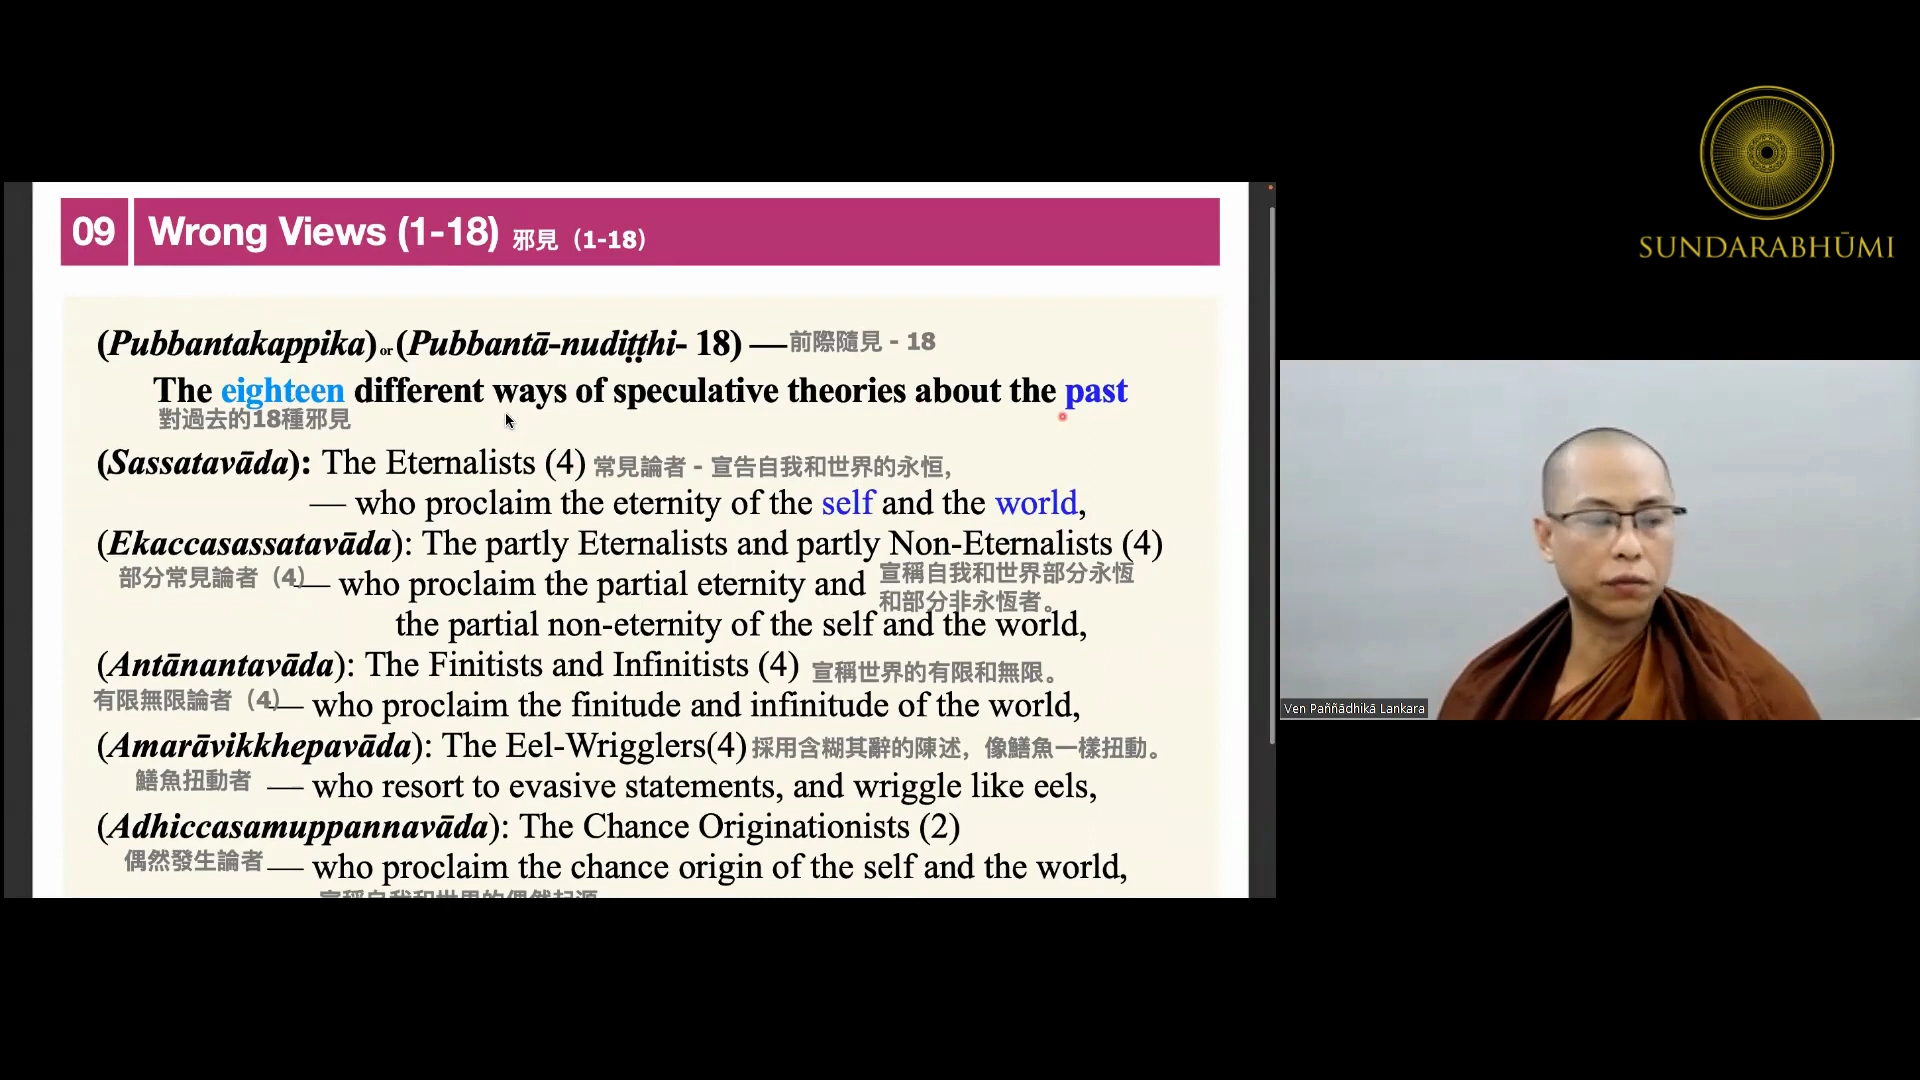 09 Wrong Views (1-18) 邪見（1-18）
(Pubbantakappika) or (Pubbantā-nudiṭṭhi- 18) — 前際隨見 - 18
The eighteen different ways of speculative theories about the past
對過去的18種邪見
(Sassatavāda): The Eternalists (4) 常見論者 - 宣告自我和世界的永恒，
— who proclaim the eternity of the self and the world,
(Ekaccasassatavāda): The partly Eternalists and partly Non-Eternalists (4)
部分常見論者（4） — who proclaim the partial eternity and 宣稱自我和世界部分永恆
和部分非永恆者。
the partial non-eternity of the self and the world,
(Antānantavāda): The Finitists and Infinitists (4) 宣稱世界的有限和無限。
有限無限論者（4） — who proclaim the finitude and infinitude of the world,
(Amarāvikkhepavāda): The Eel-Wrigglers(4) 採用含糊其辭的陳述，像鱔魚一樣扭動。
鱔魚扭動者 — who resort to evasive statements, and wriggle like eels,
(Adhiccasamuppannavāda): The Chance Originationists (2)
偶然發生論者 — who proclaim the chance origin of the self and the world,
SUNDARABHŪMI
Ven Paññādhikā Lankara